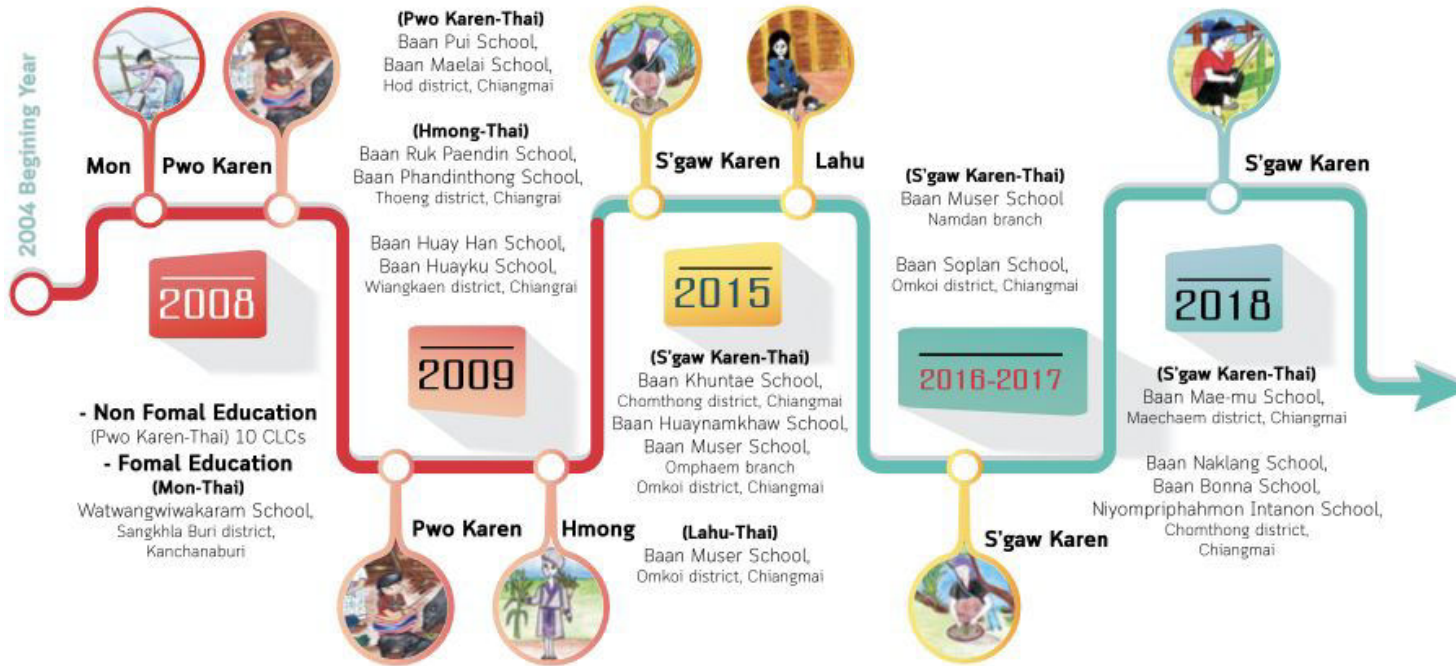 2004 Begining Year
Mon
Pwo Karen
2008
- Non Fomal Education
(Pwo Karen-Thai) 10 CLCs
- Fomal Education
(Mon-Thai)
Watwangwiwakaram School,
Sangkhla Buri district,
Kanchanaburi
(Pwo Karen-Thai)
Baan Pui School,
Baan Maelai School,
Hod district, Chiangmai
(Hmong-Thai)
Baan Ruk Paendin School,
Baan Phandinthong School,
Thoeng district, Chiangrai
Baan Huay Han School,
Baan Huayku School,
Wiangkaen district, Chiangrai
2009
Pwo Karen
Hmong
S'gaw Karen
Lahu
2015
(S'gaw Karen-Thai)
Baan Khuntae School,
Chomthong district, Chiangmai
Baan Huaynamkhaw School,
Baan Muser School,
Omphaem branch
Omkoi district, Chiangmai
(Lahu-Thai)
Baan Muser School,
Omkoi district, Chiangmai
(S'gaw Karen-Thai)
Baan Muser School
Namdan branch
Baan Soplan School,
Omkoi district, Chiangmai
2016-2017
S'gaw Karen
S'gaw Karen
2018
(S'gaw Karen-Thai)
Baan Mae-mu School,
Maechaem district, Chiangmai
Baan Naklang School,
Baan Bonna School,
Niyompriphahmon Intanon School,
Chomthong district,
Chiangmai